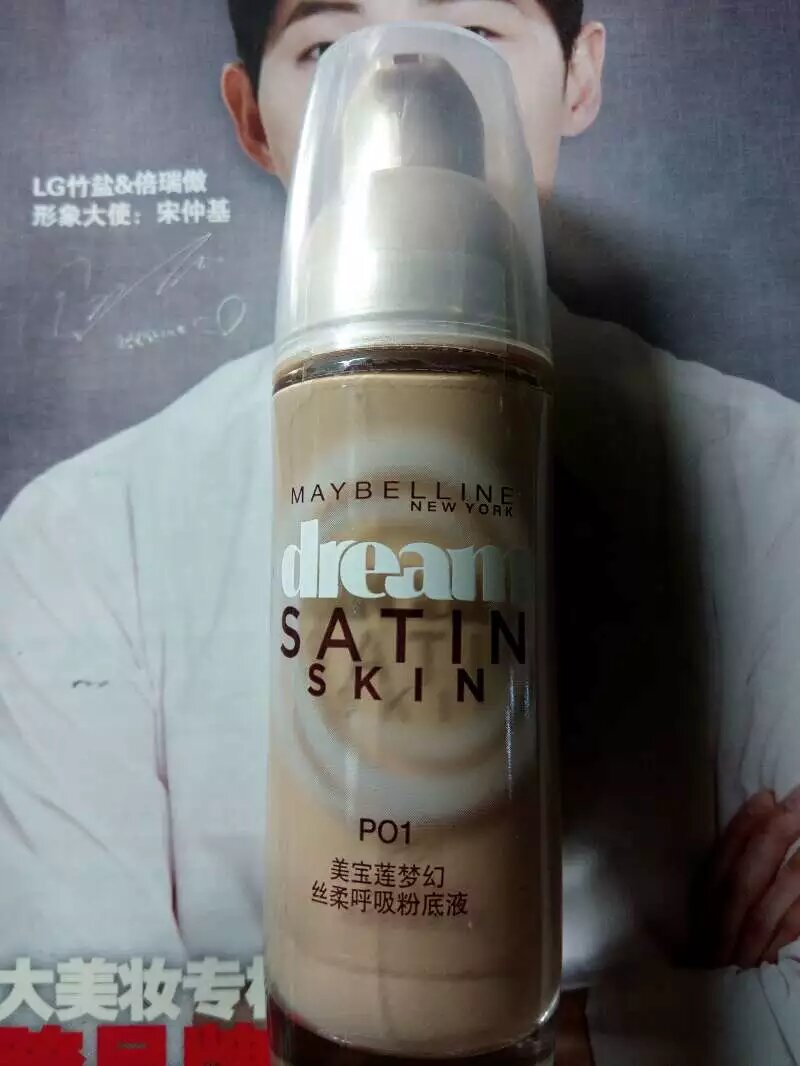 LG竹盐&倍瑞傲
形象大使：宋仲基
MAYBELLINE
NEW YORK
dream
SATIN
SKIN
P01
美宝莲梦幻
丝柔呼吸粉底液
大美妆专